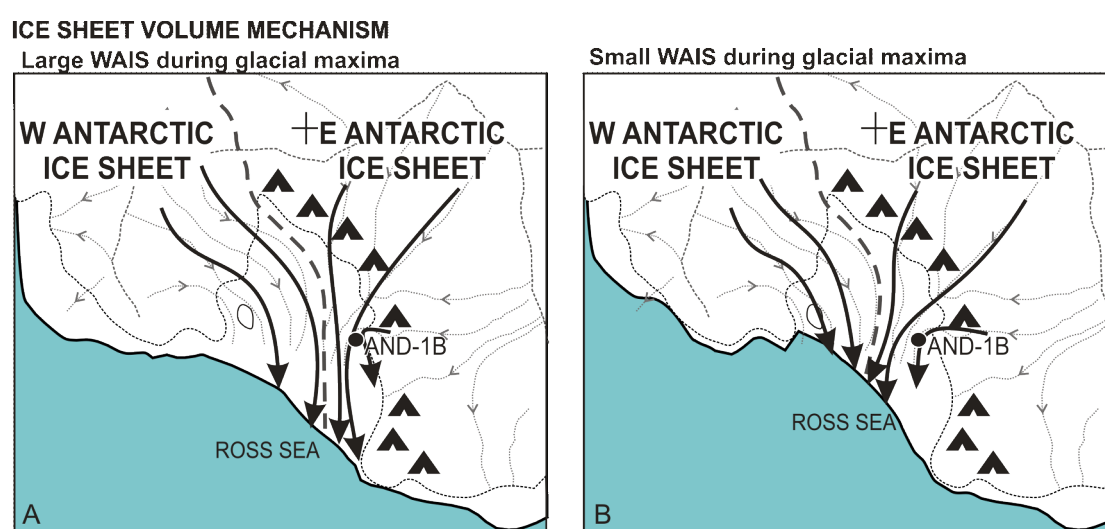 ICE SHEET VOLUME MECHANISM
Large WAIS during glacial maxima
W ANTARCTIC
ICE SHEET
E ANTARCTIC
ICE SHEET
AND-1B
ROSS SEA
A
Small WAIS during glacial maxima
W ANTARCTIC
ICE SHEET
E ANTARCTIC
ICE SHEET
AND-1B
ROSS SEA
B